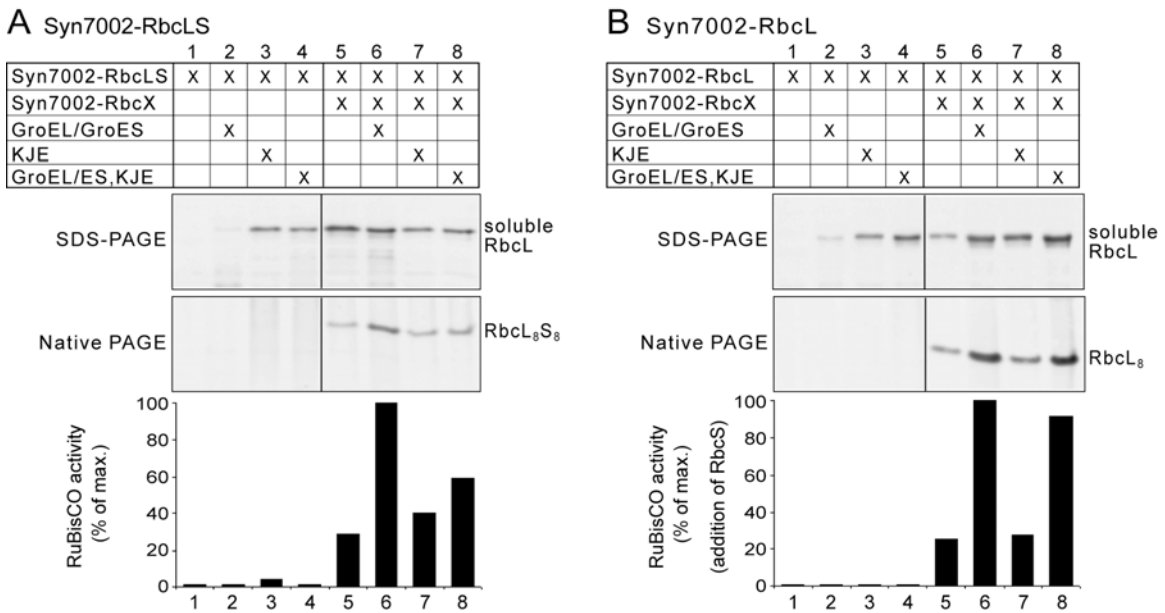 A Syn7002-RbcLS
1 2 3 4 5 6 7 8
Syn7002-RbcLS X X X X X X X X
Syn7002-RbcX X X X X
GroEL/GroES X X
KJE X X
GroEL/ES,KJE X X
SDS-PAGE
soluble
RbcL
Native PAGE
RbcL₈S₈
RuBisCO activity
(% of max.)
100
80
60
40
20
0
1 2 3 4 5 6 7 8
B Syn7002-RbcL
1 2 3 4 5 6 7 8
Syn7002-RbcL X X X X X X X X
Syn7002-RbcX X X X X
GroEL/GroES X X
KJE X X
GroEL/ES,KJE X X
SDS-PAGE
soluble
RbcL
Native PAGE
RbcL₈
RuBisCO activity
(% of max.)
(addition of RbcS)
100
80
60
40
20
0
1 2 3 4 5 6 7 8